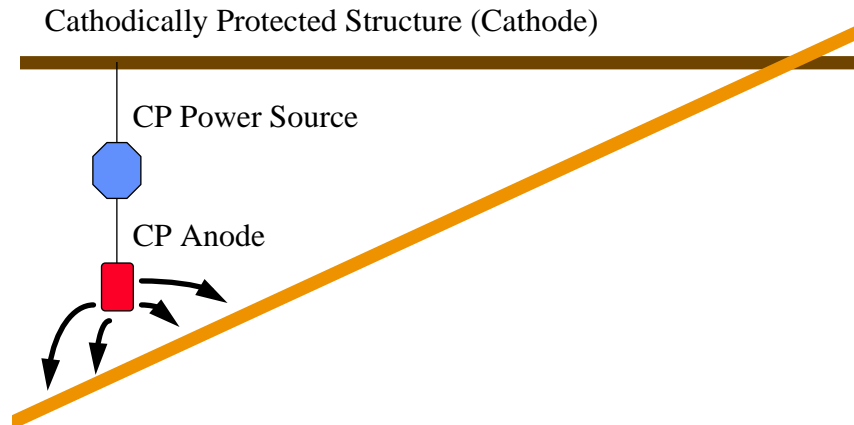 Cathodically Protected Structure (Cathode)
CP Power Source
CP Anode